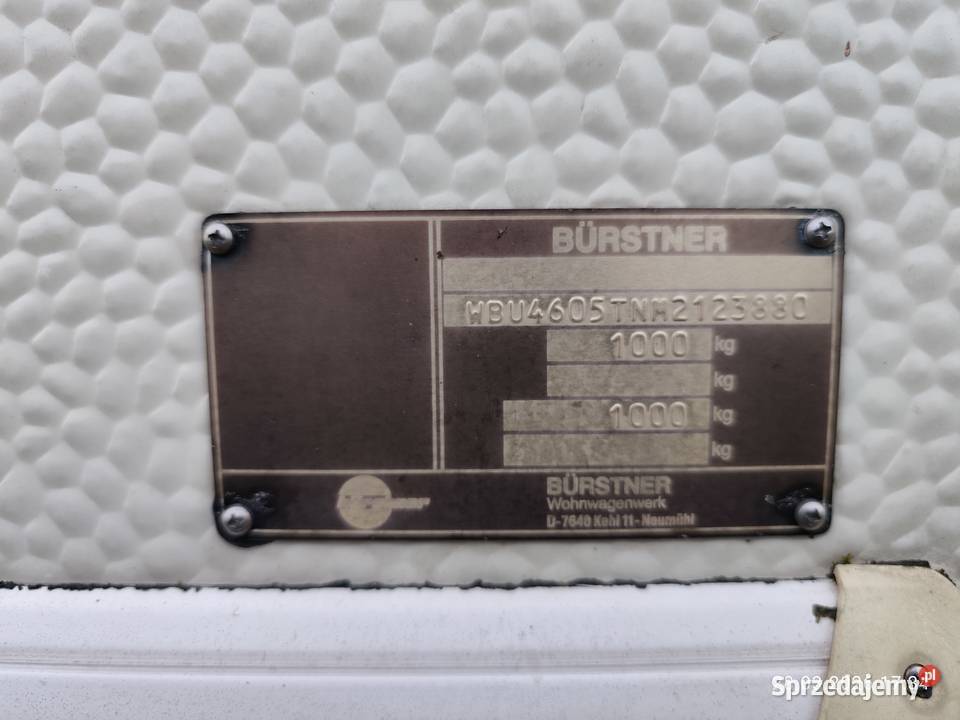 BÜRSTNER
WBU4605TNM2123880
1000 kg
kg
1000 kg
kg
BÜRSTNER
Wohnwagenwerk
D-7640 Kehl 11-Neumühl
Sprzedajemy.pl